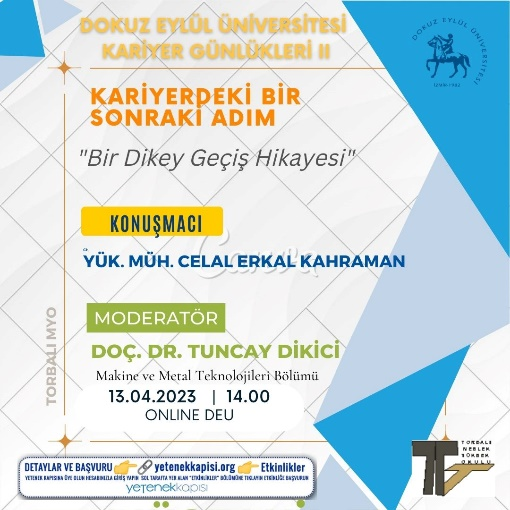 DOKUZ EYLÜL ÜNİVERSİTESİ
KARİYER GÜNLÜKLERİ II
DOKUZ EYLÜL ÜNİVERSİTESİ
İZMİR-1982
KARİYERDEKİ BİR
SONRAKİ ADIM
"Bir Dikey Geçiş Hikayesi"
KONUŞMACI
Canva
YÜK. MÜH. CELAL ERKAL KAHRAMAN
MODERATÖR
DOÇ. DR. TUNCAY DİKİCİ
Makine ve Metal Teknolojileri Bölümü
13.04.2023 | 14.00
ONLINE DEU
TORBALI MYO
TORBALI
MESLEK
YÜKSEK
OKULU
DETAYLAR VE BAŞVURU yetenekkapisi.org Etkinlikler
YETENEK KAPISINA ÜYE OLUN HESABINIZLA GİRİŞ YAPIN SOL TARAFTA YER ALAN "ETKİNLİKLER" BÖLÜMÜNE TIKLAYIN ETKİNLİĞE BAŞVURUN
yetenekkapısı